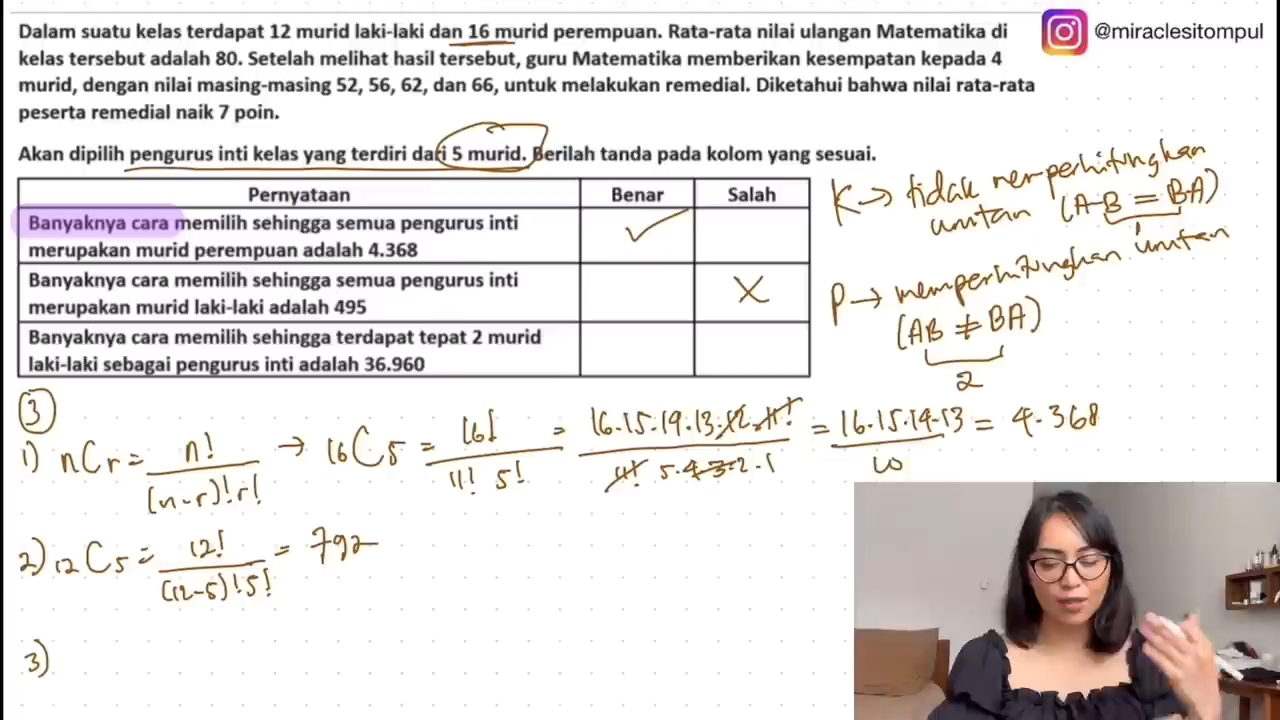 Dalam suatu kelas terdapat 12 murid laki-laki dan 16 murid perempuan. Rata-rata nilai ulangan Matematika di
kelas tersebut adalah 80. Setelah melihat hasil tersebut, guru Matematika memberikan kesempatan kepada 4
murid, dengan nilai masing-masing 52, 56, 62, dan 66, untuk melakukan remedial. Diketahui bahwa nilai rata-rata
peserta remedial naik 7 poin.
@miraclesitompul
Akan dipilih pengurus inti kelas yang terdiri dari 5 murid. Berilah tanda pada kolom yang sesuai.
Pernyataan Benar Salah
Banyaknya cara memilih sehingga semua pengurus inti
merupakan murid perempuan adalah 4.368 ✓
Banyaknya cara memilih sehingga semua pengurus inti
merupakan murid laki-laki adalah 495 X
Banyaknya cara memilih sehingga terdapat tepat 2 murid
laki-laki sebagai pengurus inti adalah 36.960
K → tidak memperhitungkan
urutan (AB = BA)
1
P → memperhitungkan urutan
(AB ≠ BA)
2
3
1) nCr = n! / (n-r)! r! → 16C5 = 16! / 11! 5! = 16.15.14.13.12.11! / 11! 5.4.3.2.1 = 16.15.14.13 / 10 = 4.368
2) 12C5 = 12! / (12-5)! 5! = 792
3)